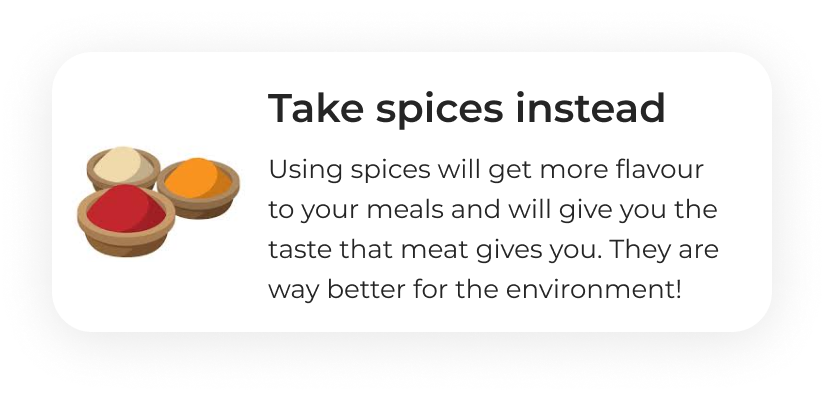 Take spices instead
Using spices will get more flavour
to your meals and will give you the
taste that meat gives you. They are
way better for the environment!